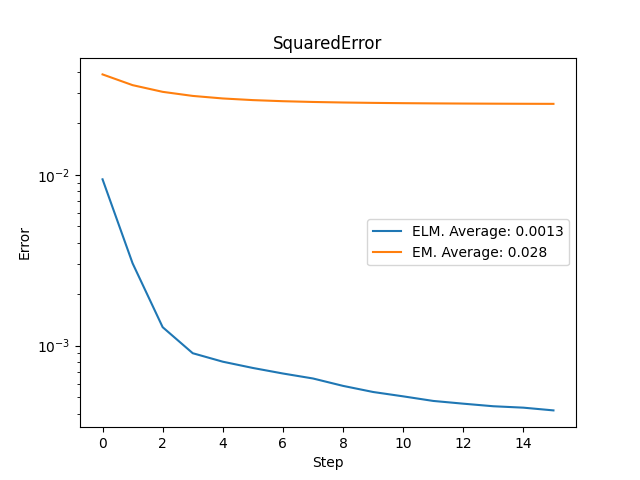 SquaredError
Error
10⁻²
10⁻³
ELM. Average: 0.0013
EM. Average: 0.028
0 2 4 6 8 10 12 14
Step